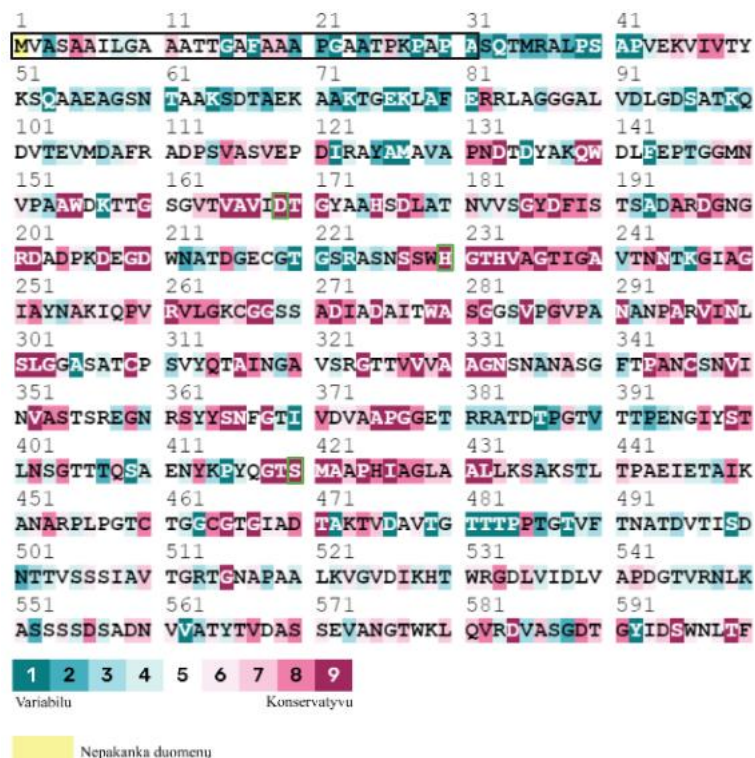 1 11 21 31 41
MVASAAILGA AATTGAFAAA PGAATPKPAP ASQTMRALPS APVEKVIVTY
51 61 71 81 91
KSQAAEAGSN TAAKSDTAEK AAKTGEKLAF ERRLAGGGAL VDLGDSATKQ
101 111 121 131 141
DVTEVMDAFR ADPSVASVEP DIRAYAMAVA PNDTDYAKQW DLFEPTGGMN
151 161 171 181 191
VPAAWDKTTG SGVTVAVIDT GYAAHSDLAT NVVSGYDFIS TSADARDGNG
201 211 221 231 241
RDADPKDEGD WNATDGECGT GSRASNSSWH GTHVAGTIGA VTNNTKGIAG
251 261 271 281 291
IAYNAKIQPV RVLGKCGGSS ADIADAITWA SGGSVPGVPA NANPARVINL
301 311 321 331 341
SLGGASATCP SVYQTAINGA VSRGTTVVVA AGNSNANASG FTPANCSNVI
351 361 371 381 391
NVASTSREGN RSYYSNFGTI VDVAAPGGET RRATDTPGTV TTPENGIYST
401 411 421 431 441
LNSGTTTQSA ENYKPYQGTS MAAPHIAGLA ALLKSAKSTL TPAEIETAIK
451 461 471 481 491
ANARPLPGTC TGGCGTGIAD TAKTVDAVTG TTTPPTGTVF TNATDVTISD
501 511 521 531 541
NTTVSSSIAV TGRTGNAPAA LKVGVDIKHT WRGDLVIDLV APDGTVRNLK
551 561 571 581 591
ASSSSDSADN VVATYTVDAS SEVANGTWKL QVRDVASGDT GYIDSWNLTF
1 2 3 4 5 6 7 8 9
Variabilu Konservatyvu
Nepakanka duomenų